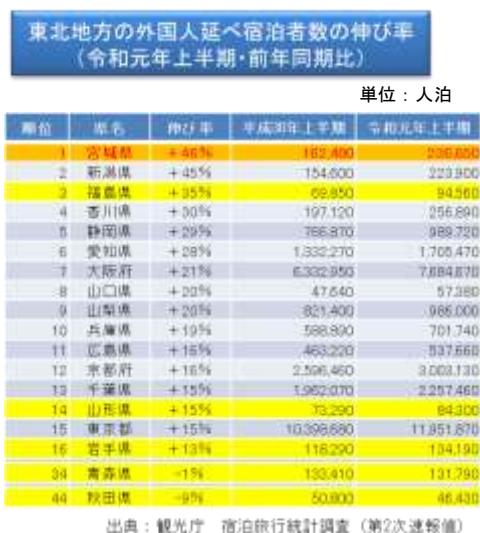 東北地方の外国人延べ宿泊者数の伸び率
(令和元年上半期・前年同期比)
単位：人泊
順位 県名 伸び率 平成30年上半期 令和元年上半期
1 宮城県 +46% 162,400
2 新潟県 +45% 154,600 223,900
3 福島県 +35% 69,850 94,560
4 香川県 +30% 197,120 256,890
5 静岡県 +29% 766,870 989,720
6 愛知県 +28% 1,332,270 1,705,470
7 大阪府 +21% 6,332,950 7,684,670
8 山口県 +20% 47,640 57,380
9 山梨県 +20% 821,400 986,000
10 兵庫県 +19% 588,890 701,740
11 広島県 +16% 463,220 537,660
12 京都府 +16% 2,596,460 3,003,130
13 千葉県 +15% 1,962,070 2,257,460
14 山形県 +15% 73,290 84,300
15 東京都 +15% 10,398,680 11,951,870
16 岩手県 +13% 118,290 134,190
34 青森県 -1% 133,410 131,790
44 秋田県 -9% 50,800 46,430
出典：観光庁 宿泊旅行統計調査（第2次速報値）